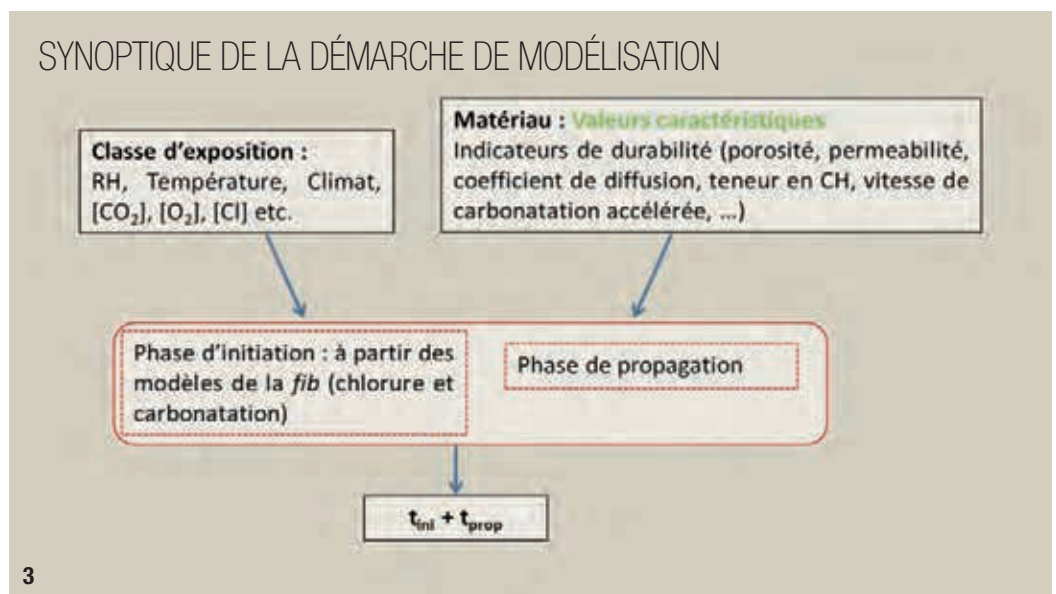 SYNOPTIQUE DE LA DÉMARCHE DE MODÉLISATION
Classe d'exposition :
RH, Température, Climat,
[CO₂], [O₂], [Cl] etc.
Matériau : Valeurs caractéristiques
Indicateurs de durabilité (porosité, permeabilité,
coefficient de diffusion, teneur en CH, vitesse de
carbonatation accélérée, ...)
Phase d'initiation : à partir des
modèles de la fib (chlorure et
carbonatation)
Phase de propagation
tini + tprop
3